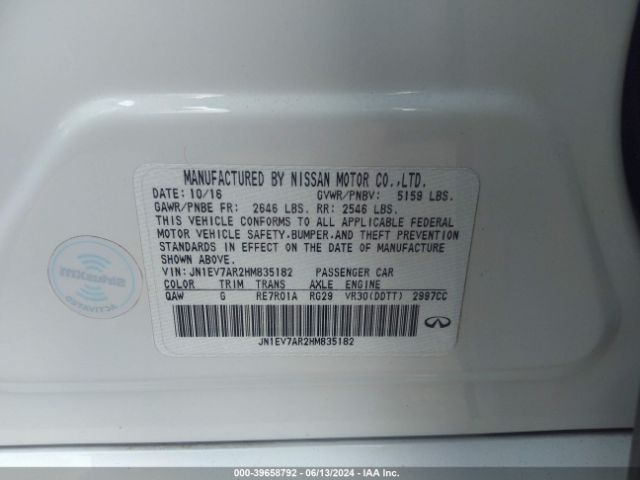 MANUFACTURED BY NISSAN MOTOR CO.,LTD.
DATE: 10/16 GVWR/PNBV: 5159 LBS.
GAWR/PNBE FR: 2646 LBS. RR: 2546 LBS.
THIS VEHICLE CONFORMS TO ALL APPLICABLE FEDERAL
MOTOR VEHICLE SAFETY,BUMPER,AND THEFT PREVENTION
STANDARDS IN EFFECT ON THE DATE OF MANUFACTURE
SHOWN ABOVE.
VIN: JN1EV7AR2HM835182 PASSENGER CAR
COLOR TRIM TRANS AXLE ENGINE
QAW G RE7R01A RG29 VR30(DDTT) 2997CC
JN1EV7AR2HM835182
INFINITI
SiriusXM
ACTIVATED
000-39658792 - 06/13/2024 - IAA Inc.